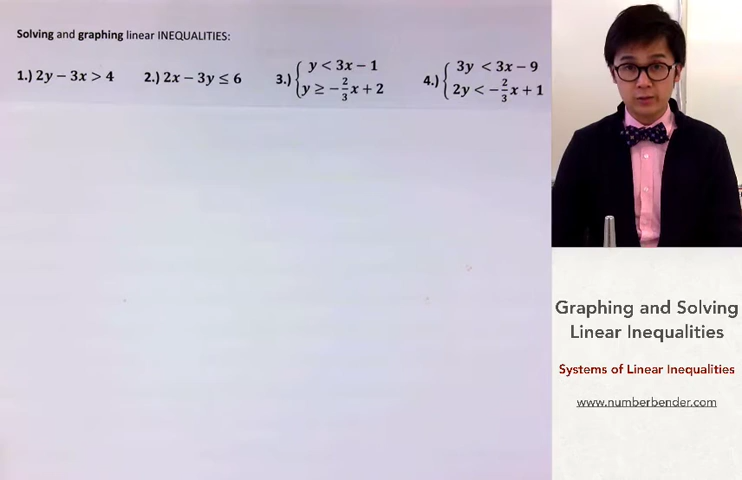 Solving and graphing linear INEQUALITIES:
1.) 2y − 3x > 4
2.) 2x − 3y ≤ 6
3.) { y < 3x − 1
y ≥ −2/3x + 2
4.) { 3y < 3x − 9
2y < −2/3x + 1
Graphing and Solving
Linear Inequalities
Systems of Linear Inequalities
www.numberbender.com